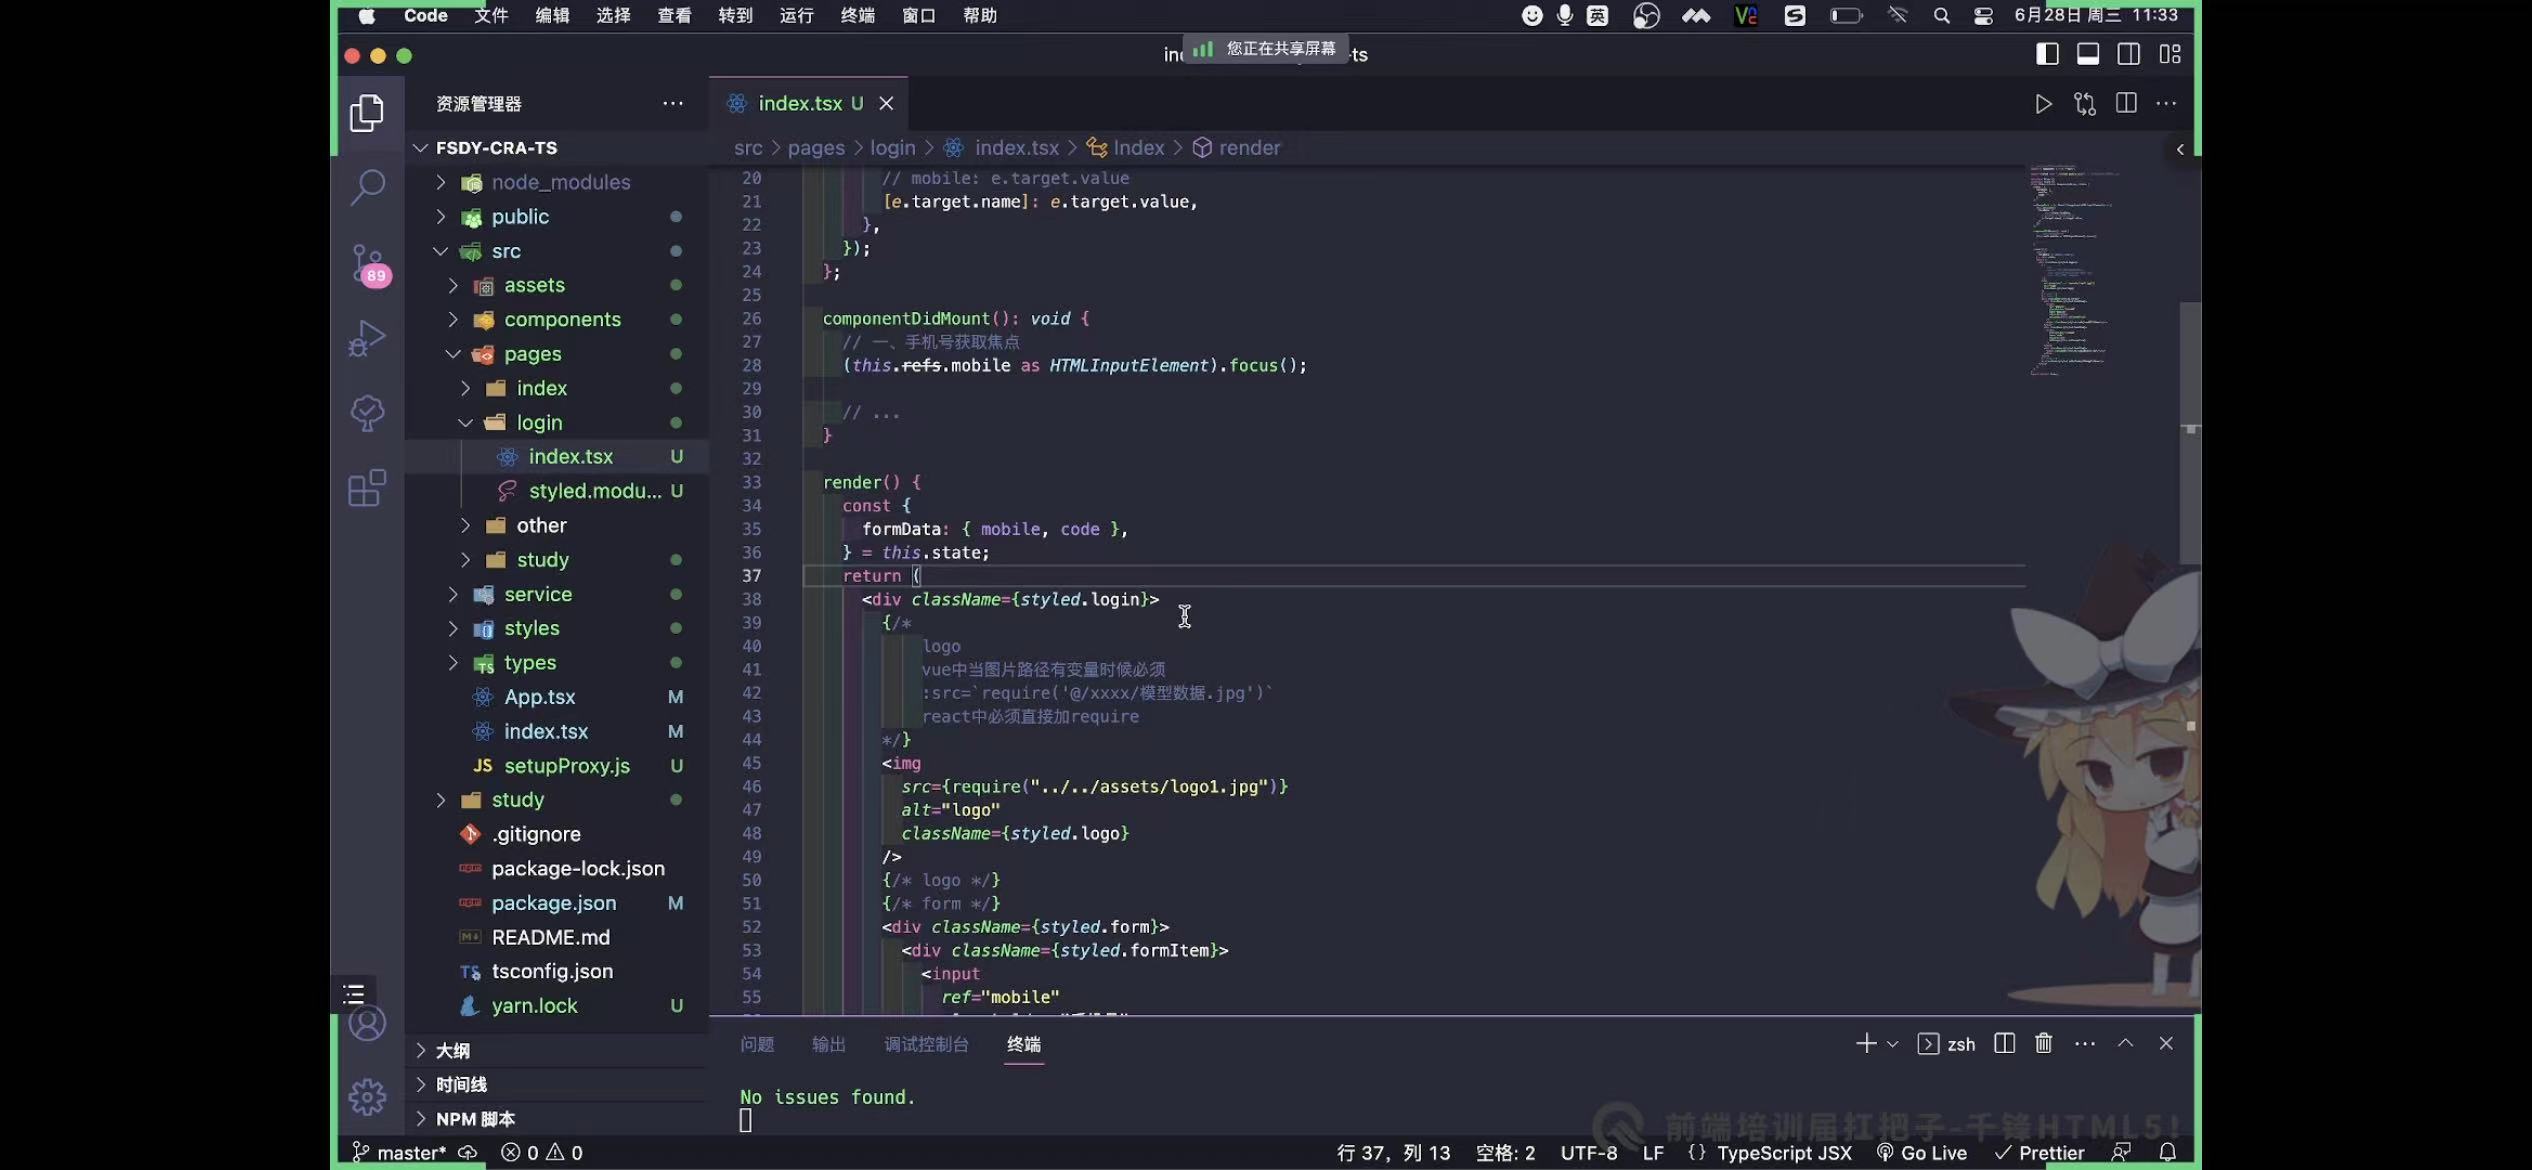 Code 文件 编辑 选择 查看 转到 运行 终端 窗口 帮助
英
6月28日 周三 11:33
您正在共享屏幕
资源管理器
index.tsx U
FSDY-CRA-TS
src > pages > login > index.tsx > Index > render
node_modules
public
src
89
assets
components
pages
index
login
index.tsx U
styled.modu... U
other
study
service
styles
types
App.tsx M
index.tsx M
JS setupProxy.js U
study
.gitignore
package-lock.json
package.json M
README.md
tsconfig.json
yarn.lock U
大纲
时间线
NPM 脚本
20 // mobile: e.target.value
21 [e.target.name]: e.target.value,
22 },
23 });
24 };
25
26 componentDidMount(): void {
27 // 一、手机号获取焦点
28 (this.refs.mobile as HTMLInputElement).focus();
29
30 // ...
31 }
32
33 render() {
34 const {
35 formData: { mobile, code },
36 } = this.state;
37 return (
38 <div className={styled.login}>
39 {/*
40 logo
41 vue中当图片路径有变量时候必须
42 :src=`require('@/xxxx/模型数据.jpg')`
43 react中必须直接加require
44 */}
45 <img
46 src={require("../../assets/logo1.jpg")}
47 alt="logo"
48 className={styled.logo}
49 />
50 {/* logo */}
51 {/* form */}
52 <div className={styled.form}>
53 <div className={styled.formItem}>
54 <input
55 ref="mobile"
问题 输出 调试控制台 终端
zsh
No issues found.
前端培训届扛把子-千锋HTML5!
master* 0 0
行 37, 列 13 空格: 2 UTF-8 LF {} TypeScript JSX Go Live Prettier